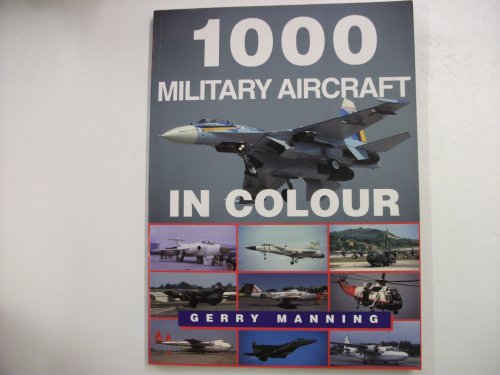 1000
MILITARY AIRCRAFT
IN COLOUR
GERRY MANNING